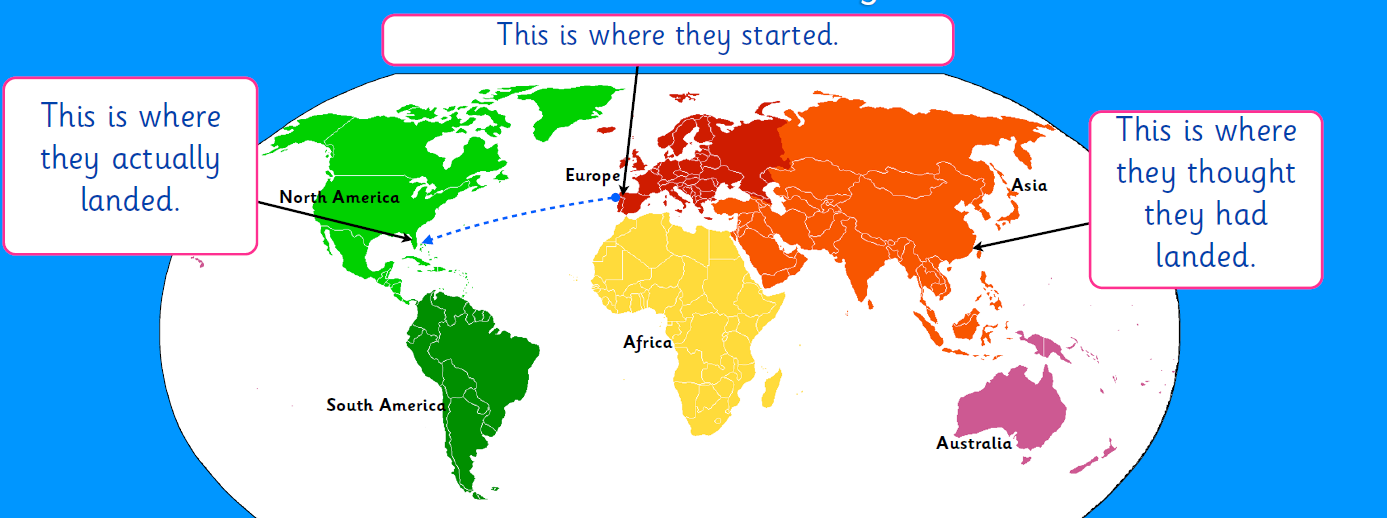 This is where they started.
This is where
they actually
landed.
This is where
they thought
they had
landed.
Europe
North America
Asia
Africa
South America
Australia